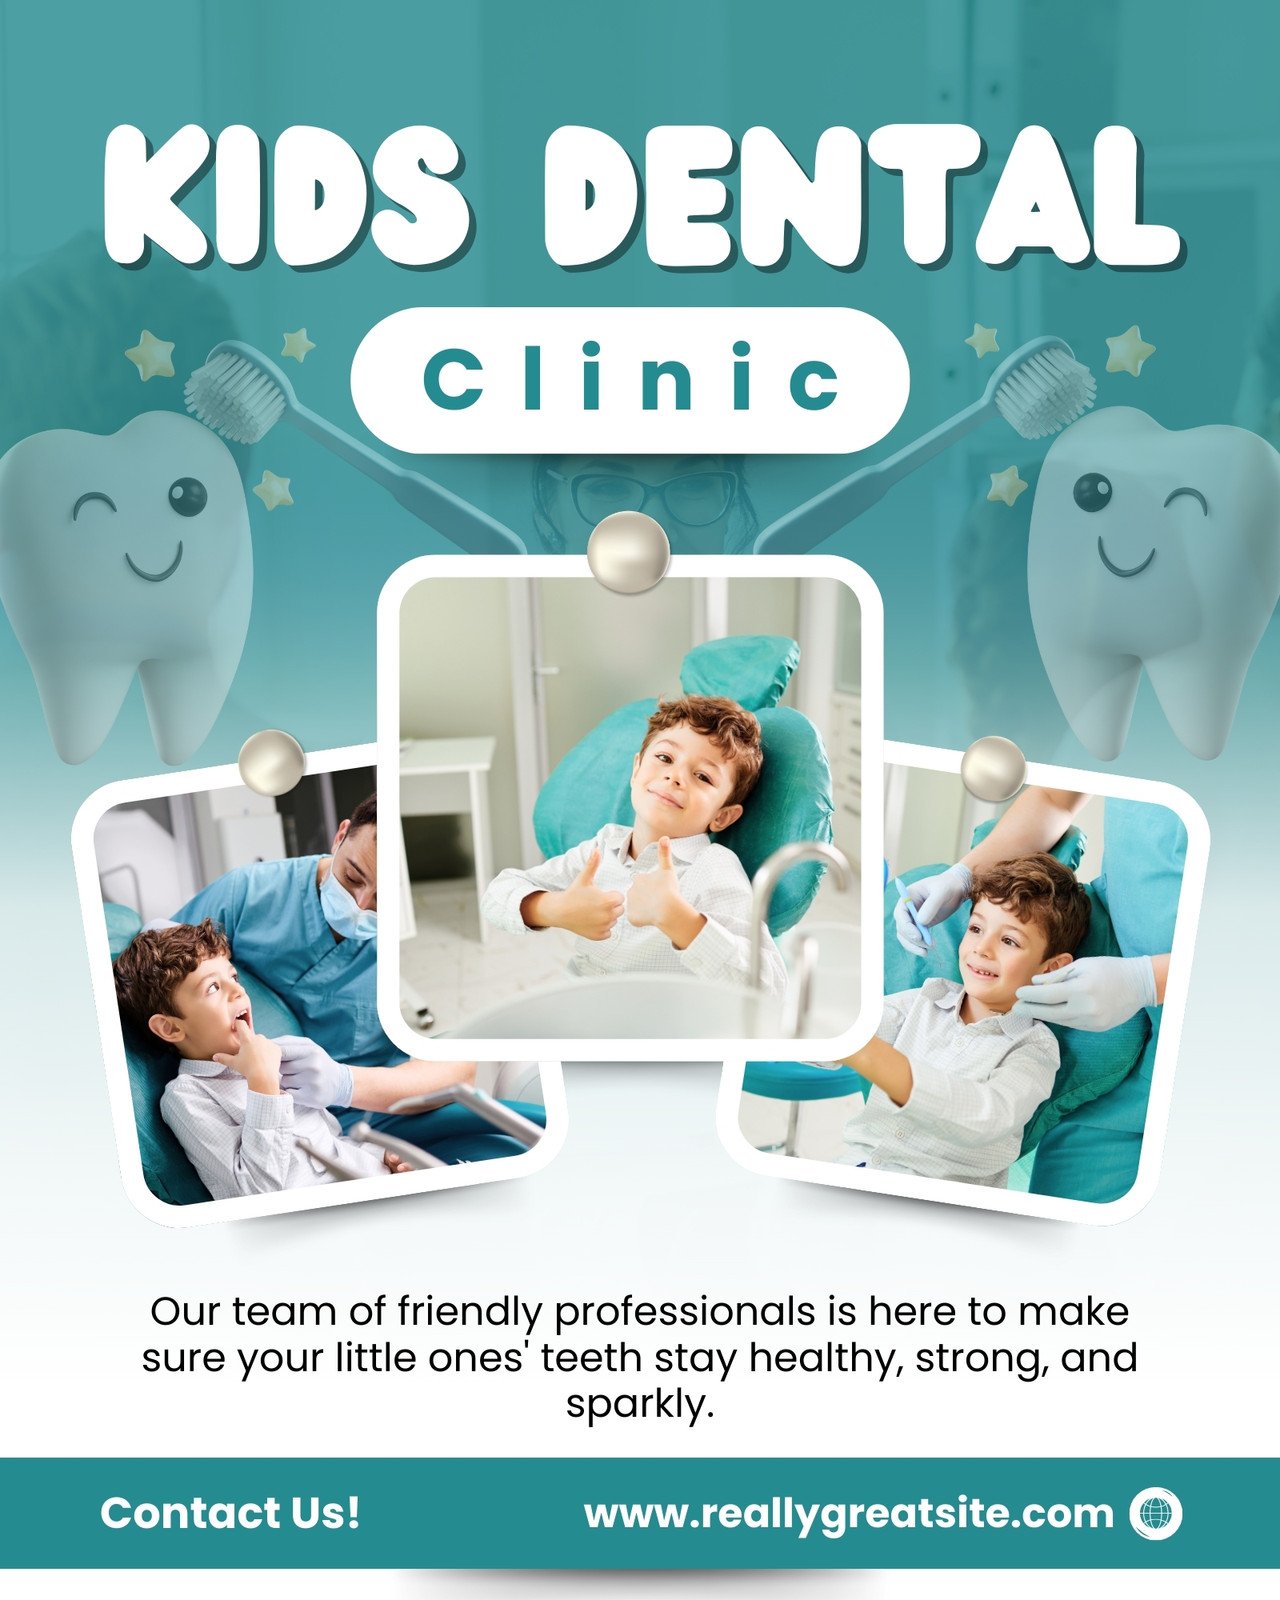 KIDS DENTAL
Clinic
Our team of friendly professionals is here to make
sure your little ones' teeth stay healthy, strong, and
sparkly.
Contact Us!
www.reallygreatsite.com